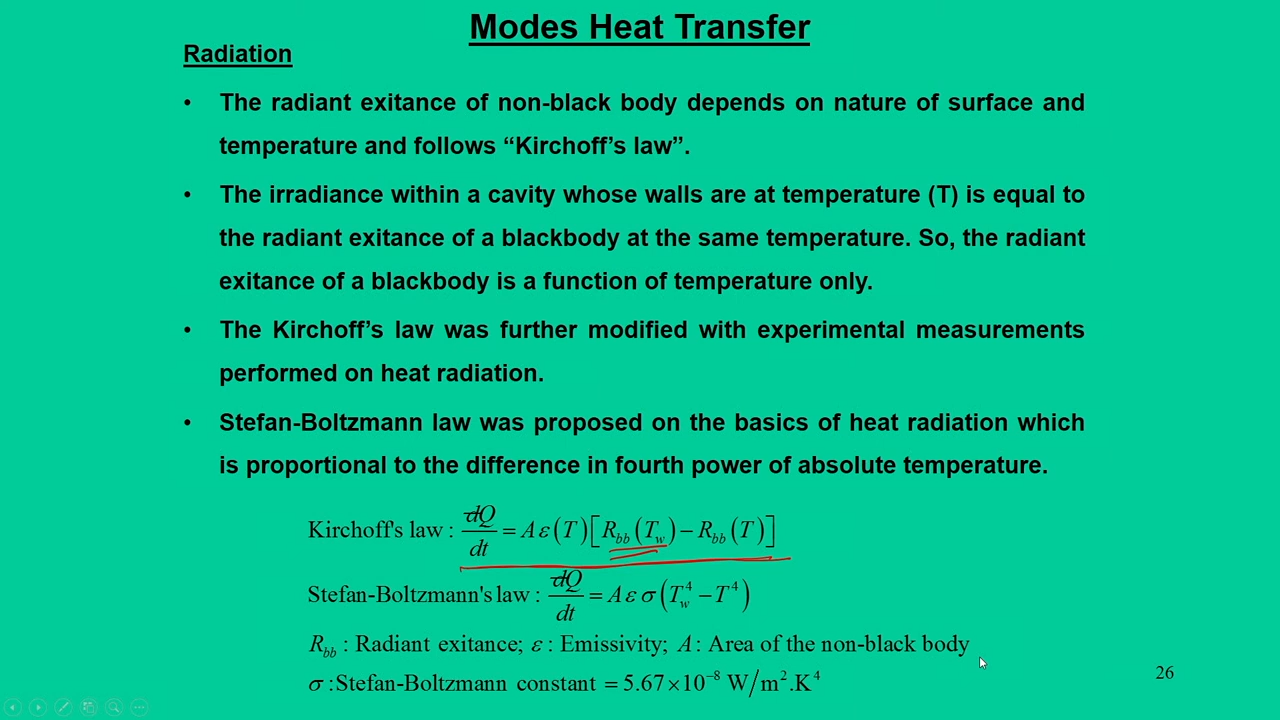 Modes Heat Transfer
Radiation
• The radiant exitance of non-black body depends on nature of surface and
temperature and follows “Kirchoff’s law”.
• The irradiance within a cavity whose walls are at temperature (T) is equal to
the radiant exitance of a blackbody at the same temperature. So, the radiant
exitance of a blackbody is a function of temperature only.
• The Kirchoff’s law was further modified with experimental measurements
performed on heat radiation.
• Stefan-Boltzmann law was proposed on the basics of heat radiation which
is proportional to the difference in fourth power of absolute temperature.
Kirchoff's law : đQ/dt = A ε (T) [R_bb (T_w) − R_bb (T)]
Stefan-Boltzmann's law : đQ/dt = A ε σ (T_w^4 − T^4)
R_bb : Radiant exitance; ε : Emissivity; A : Area of the non-black body
σ : Stefan-Boltzmann constant = 5.67×10^−8 W/m^2.K^4
26